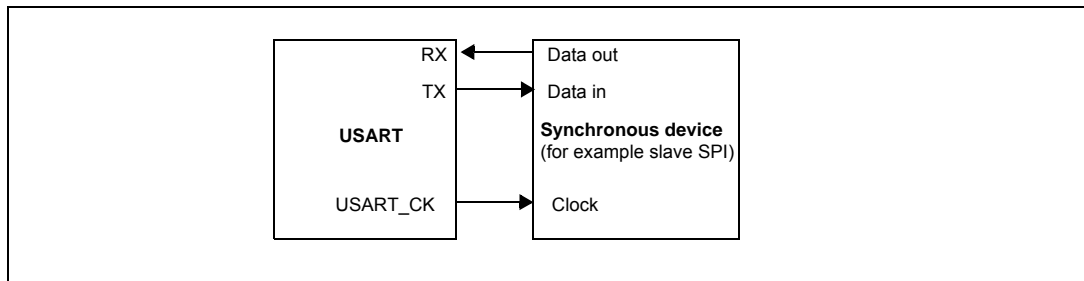 RX
Data out
TX
Data in
USART
Synchronous device
(for example slave SPI)
USART_CK
Clock